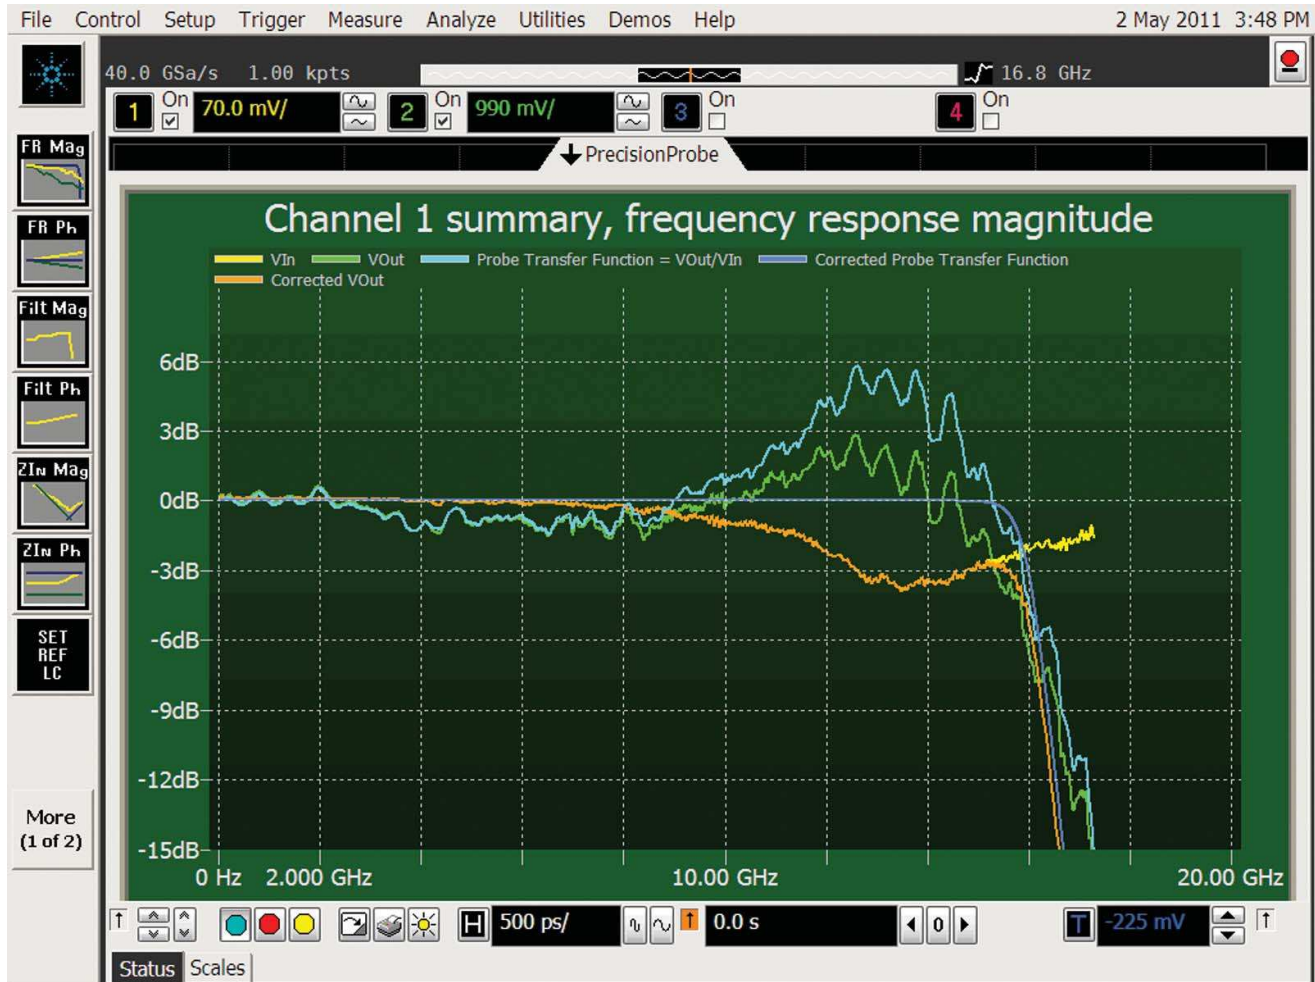 File Control Setup Trigger Measure Analyze Utilities Demos Help 2 May 2011 3:48 PM
40.0 GSa/s 1.00 kpts 16.8 GHz
1 On 70.0 mV/ 2 On 990 mV/ 3 On 4 On
PrecisionProbe
FR Mag
FR Ph
Filt Mag
Filt Ph
ZIn Mag
ZIn Ph
SET
REF
LC
More
(1 of 2)
Channel 1 summary, frequency response magnitude
VIn VOut Probe Transfer Function = VOut/VIn Corrected Probe Transfer Function
Corrected VOut
6dB
3dB
0dB
-3dB
-6dB
-9dB
-12dB
-15dB
0 Hz 2.000 GHz 10.00 GHz 20.00 GHz
H 500 ps/ 0.0 s 0 T -225 mV
Status Scales